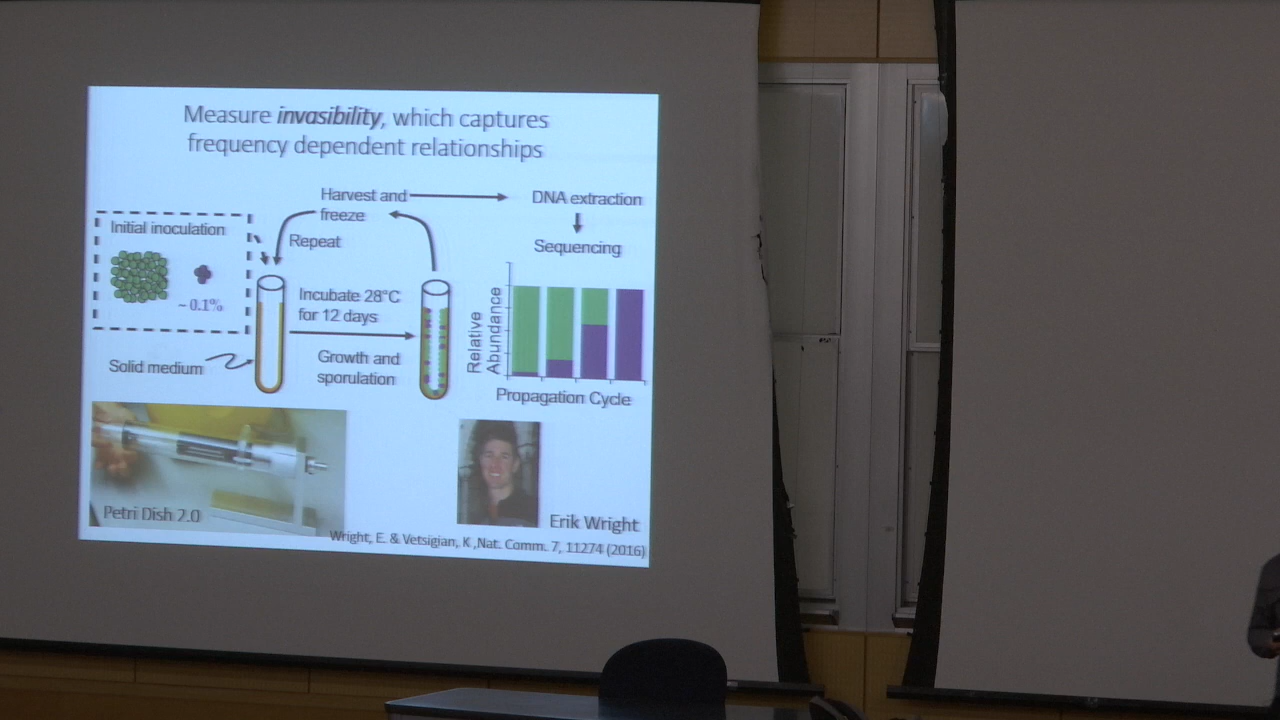 Measure invasibility, which captures
frequency dependent relationships
Harvest and
freeze
DNA extraction
Initial inoculation
Repeat
Sequencing
~ 0.1%
Incubate 28°C
for 12 days
Relative
Abundance
Solid medium
Growth and
sporulation
Propagation Cycle
Petri Dish 2.0
Erik Wright
Wright, E. & Vetsigian, K ,Nat. Comm. 7, 11274 (2016)